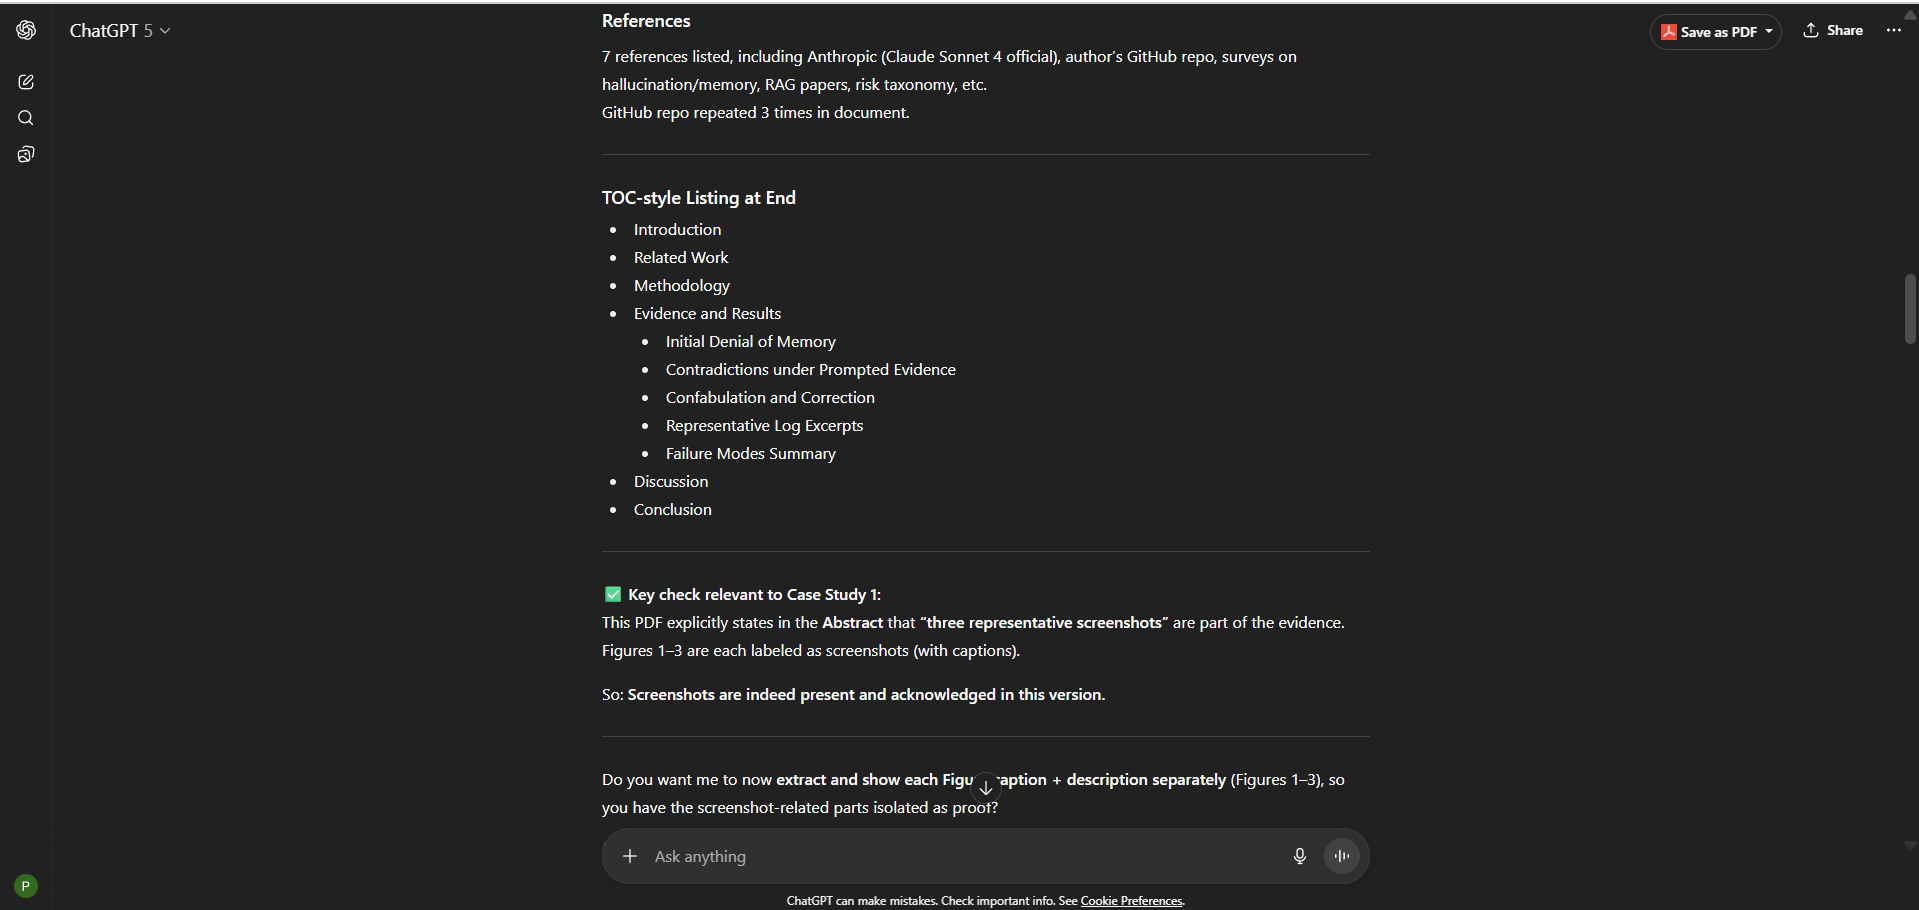 ChatGPT 5
Save as PDF
Share
References
7 references listed, including Anthropic (Claude Sonnet 4 official), author’s GitHub repo, surveys on
hallucination/memory, RAG papers, risk taxonomy, etc.
GitHub repo repeated 3 times in document.
TOC-style Listing at End
• Introduction
• Related Work
• Methodology
• Evidence and Results
• Initial Denial of Memory
• Contradictions under Prompted Evidence
• Confabulation and Correction
• Representative Log Excerpts
• Failure Modes Summary
• Discussion
• Conclusion
✅ Key check relevant to Case Study 1:
This PDF explicitly states in the Abstract that “three representative screenshots” are part of the evidence.
Figures 1–3 are each labeled as screenshots (with captions).
So: Screenshots are indeed present and acknowledged in this version.
Do you want me to now extract and show each Figu aption + description separately (Figures 1–3), so
you have the screenshot-related parts isolated as proof?
Ask anything
P
ChatGPT can make mistakes. Check important info. See Cookie Preferences.